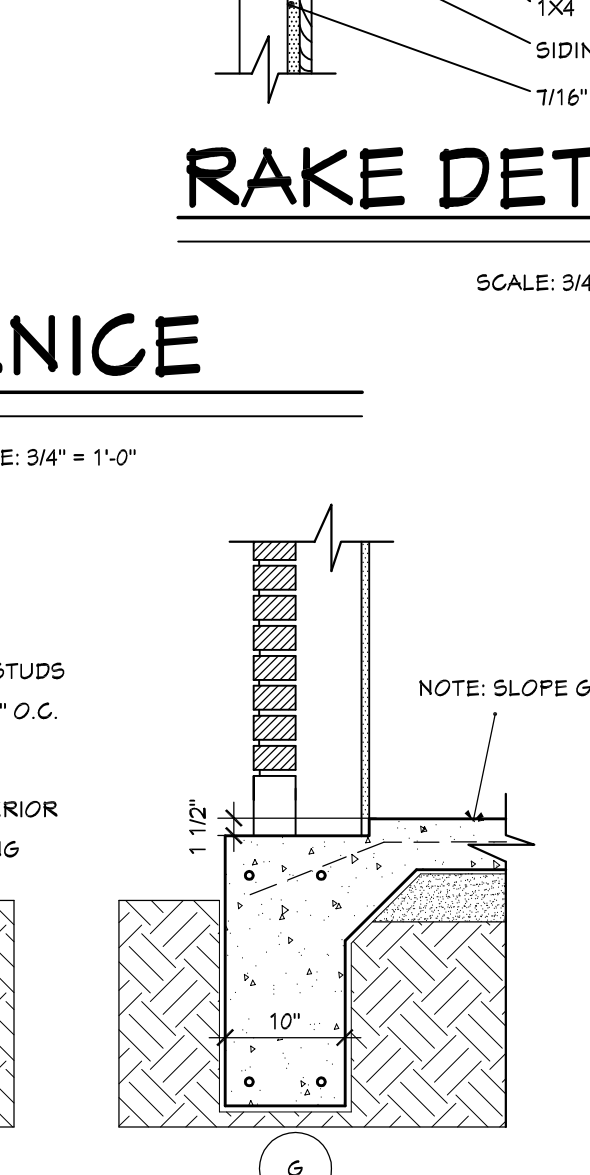 1X4
SIDIN
7/16"
RAKE DET
SCALE: 3/4
NICE
E: 3/4" = 1'-0"
STUDS
" O.C.
NOTE: SLOPE G
RIOR
G
1 1/2"
10"
G